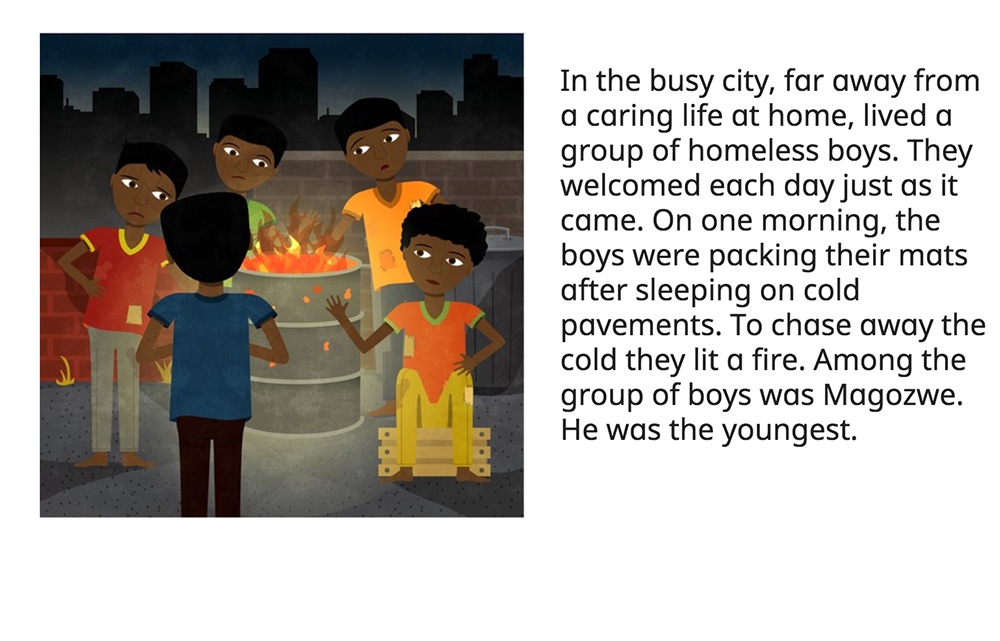 In the busy city, far away from
a caring life at home, lived a
group of homeless boys. They
welcomed each day just as it
came. On one morning, the
boys were packing their mats
after sleeping on cold
pavements. To chase away the
cold they lit a fire. Among the
group of boys was Magozwe.
He was the youngest.